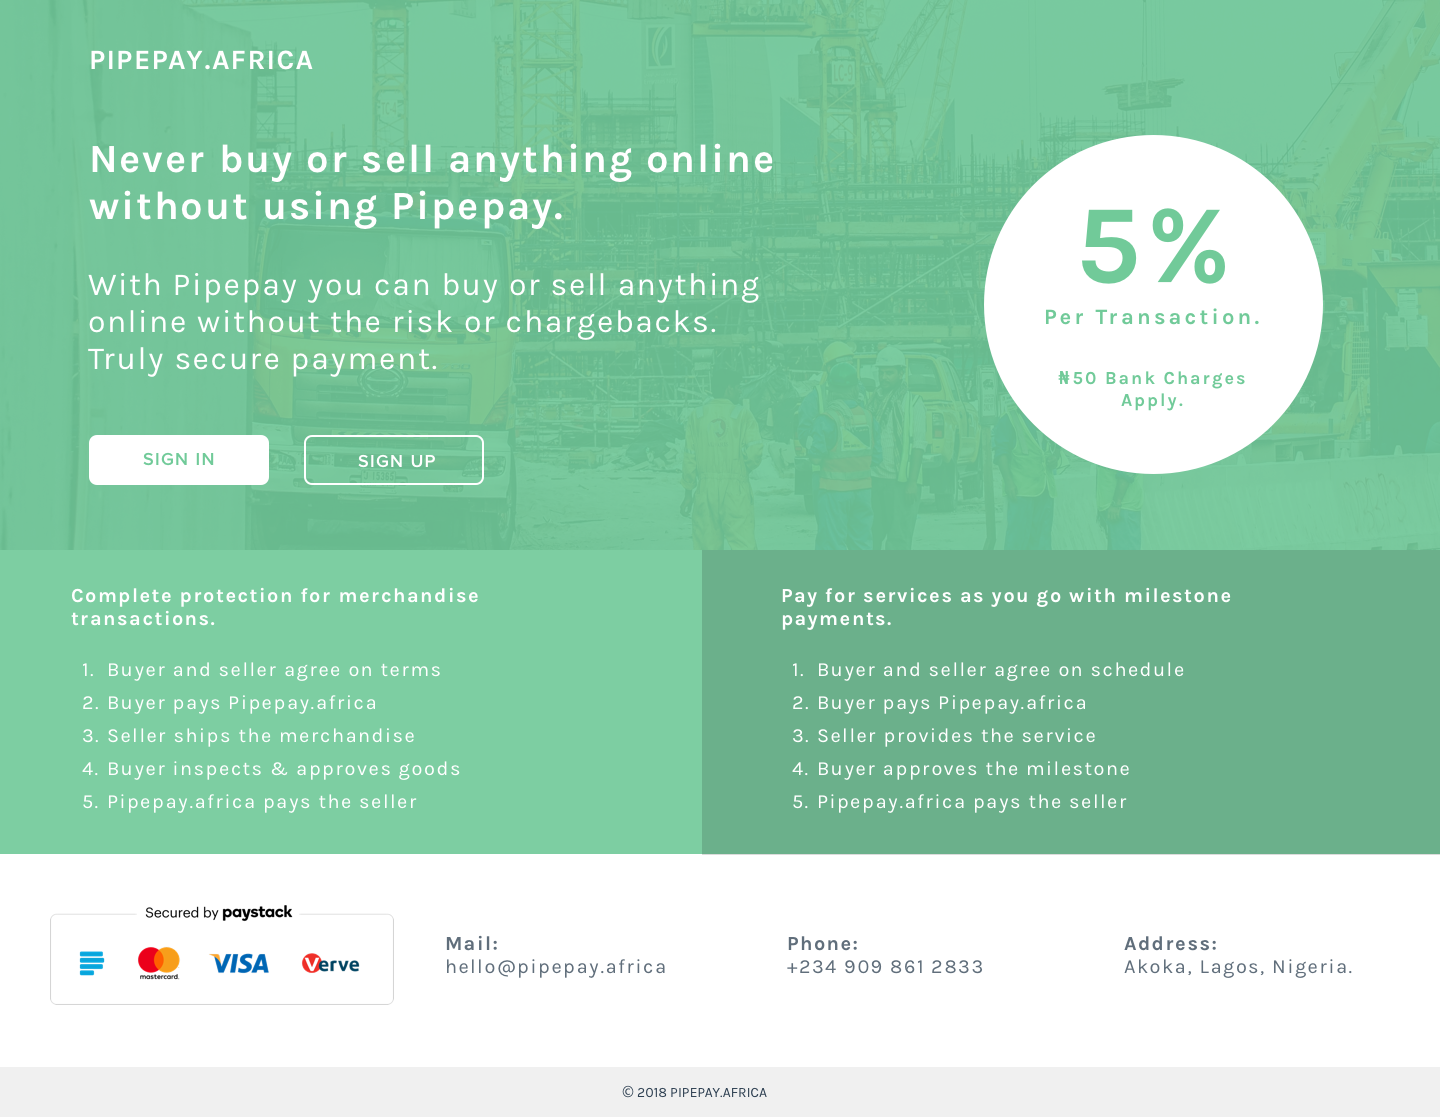 PIPEPAY.AFRICA
Never buy or sell anything online
without using Pipepay.
With Pipepay you can buy or sell anything
online without the risk or chargebacks.
Truly secure payment.
SIGN IN
SIGN UP
5%
Per Transaction.
₦50 Bank Charges
Apply.
Complete protection for merchandise
transactions.
1. Buyer and seller agree on terms
2. Buyer pays Pipepay.africa
3. Seller ships the merchandise
4. Buyer inspects & approves goods
5. Pipepay.africa pays the seller
Pay for services as you go with milestone
payments.
1. Buyer and seller agree on schedule
2. Buyer pays Pipepay.africa
3. Seller provides the service
4. Buyer approves the milestone
5. Pipepay.africa pays the seller
Secured by paystack
mastercard.
VISA
Verve
Mail:
hello@pipepay.africa
Phone:
+234 909 861 2833
Address:
Akoka, Lagos, Nigeria.
© 2018 PIPEPAY.AFRICA